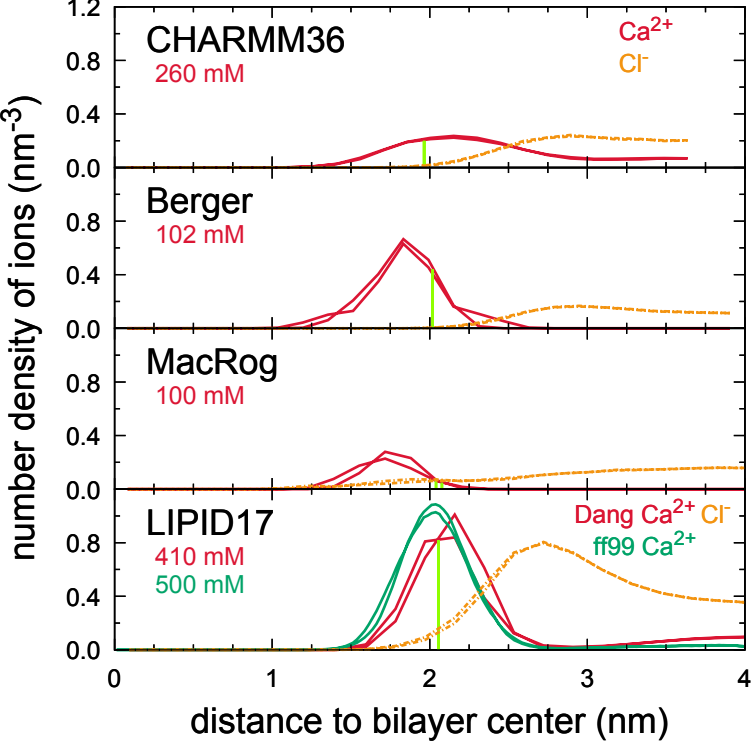 number density of ions (nm-3)
1.2
0.8
0.4
0.0
CHARMM36
260 mM
Ca2+
Cl-
0.8
0.4
0.0
Berger
102 mM
0.8
0.4
0.0
MacRog
100 mM
0.8
0.4
0.0
LIPID17
410 mM
500 mM
Dang Ca2+ Cl-
ff99 Ca2+
0 1 2 3 4
distance to bilayer center (nm)